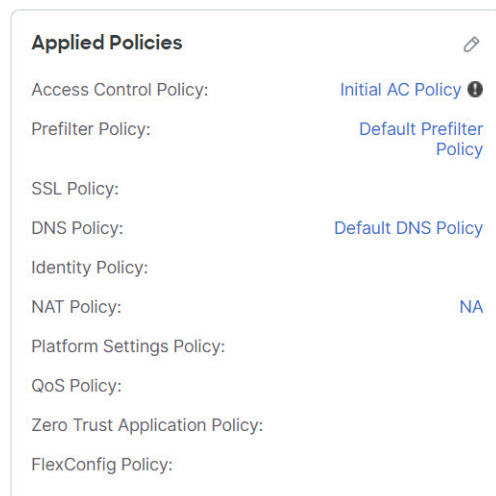 Applied Policies
Access Control Policy: Initial AC Policy
Prefilter Policy: Default Prefilter
Policy
SSL Policy:
DNS Policy: Default DNS Policy
Identity Policy:
NAT Policy: NA
Platform Settings Policy:
QoS Policy:
Zero Trust Application Policy:
FlexConfig Policy: